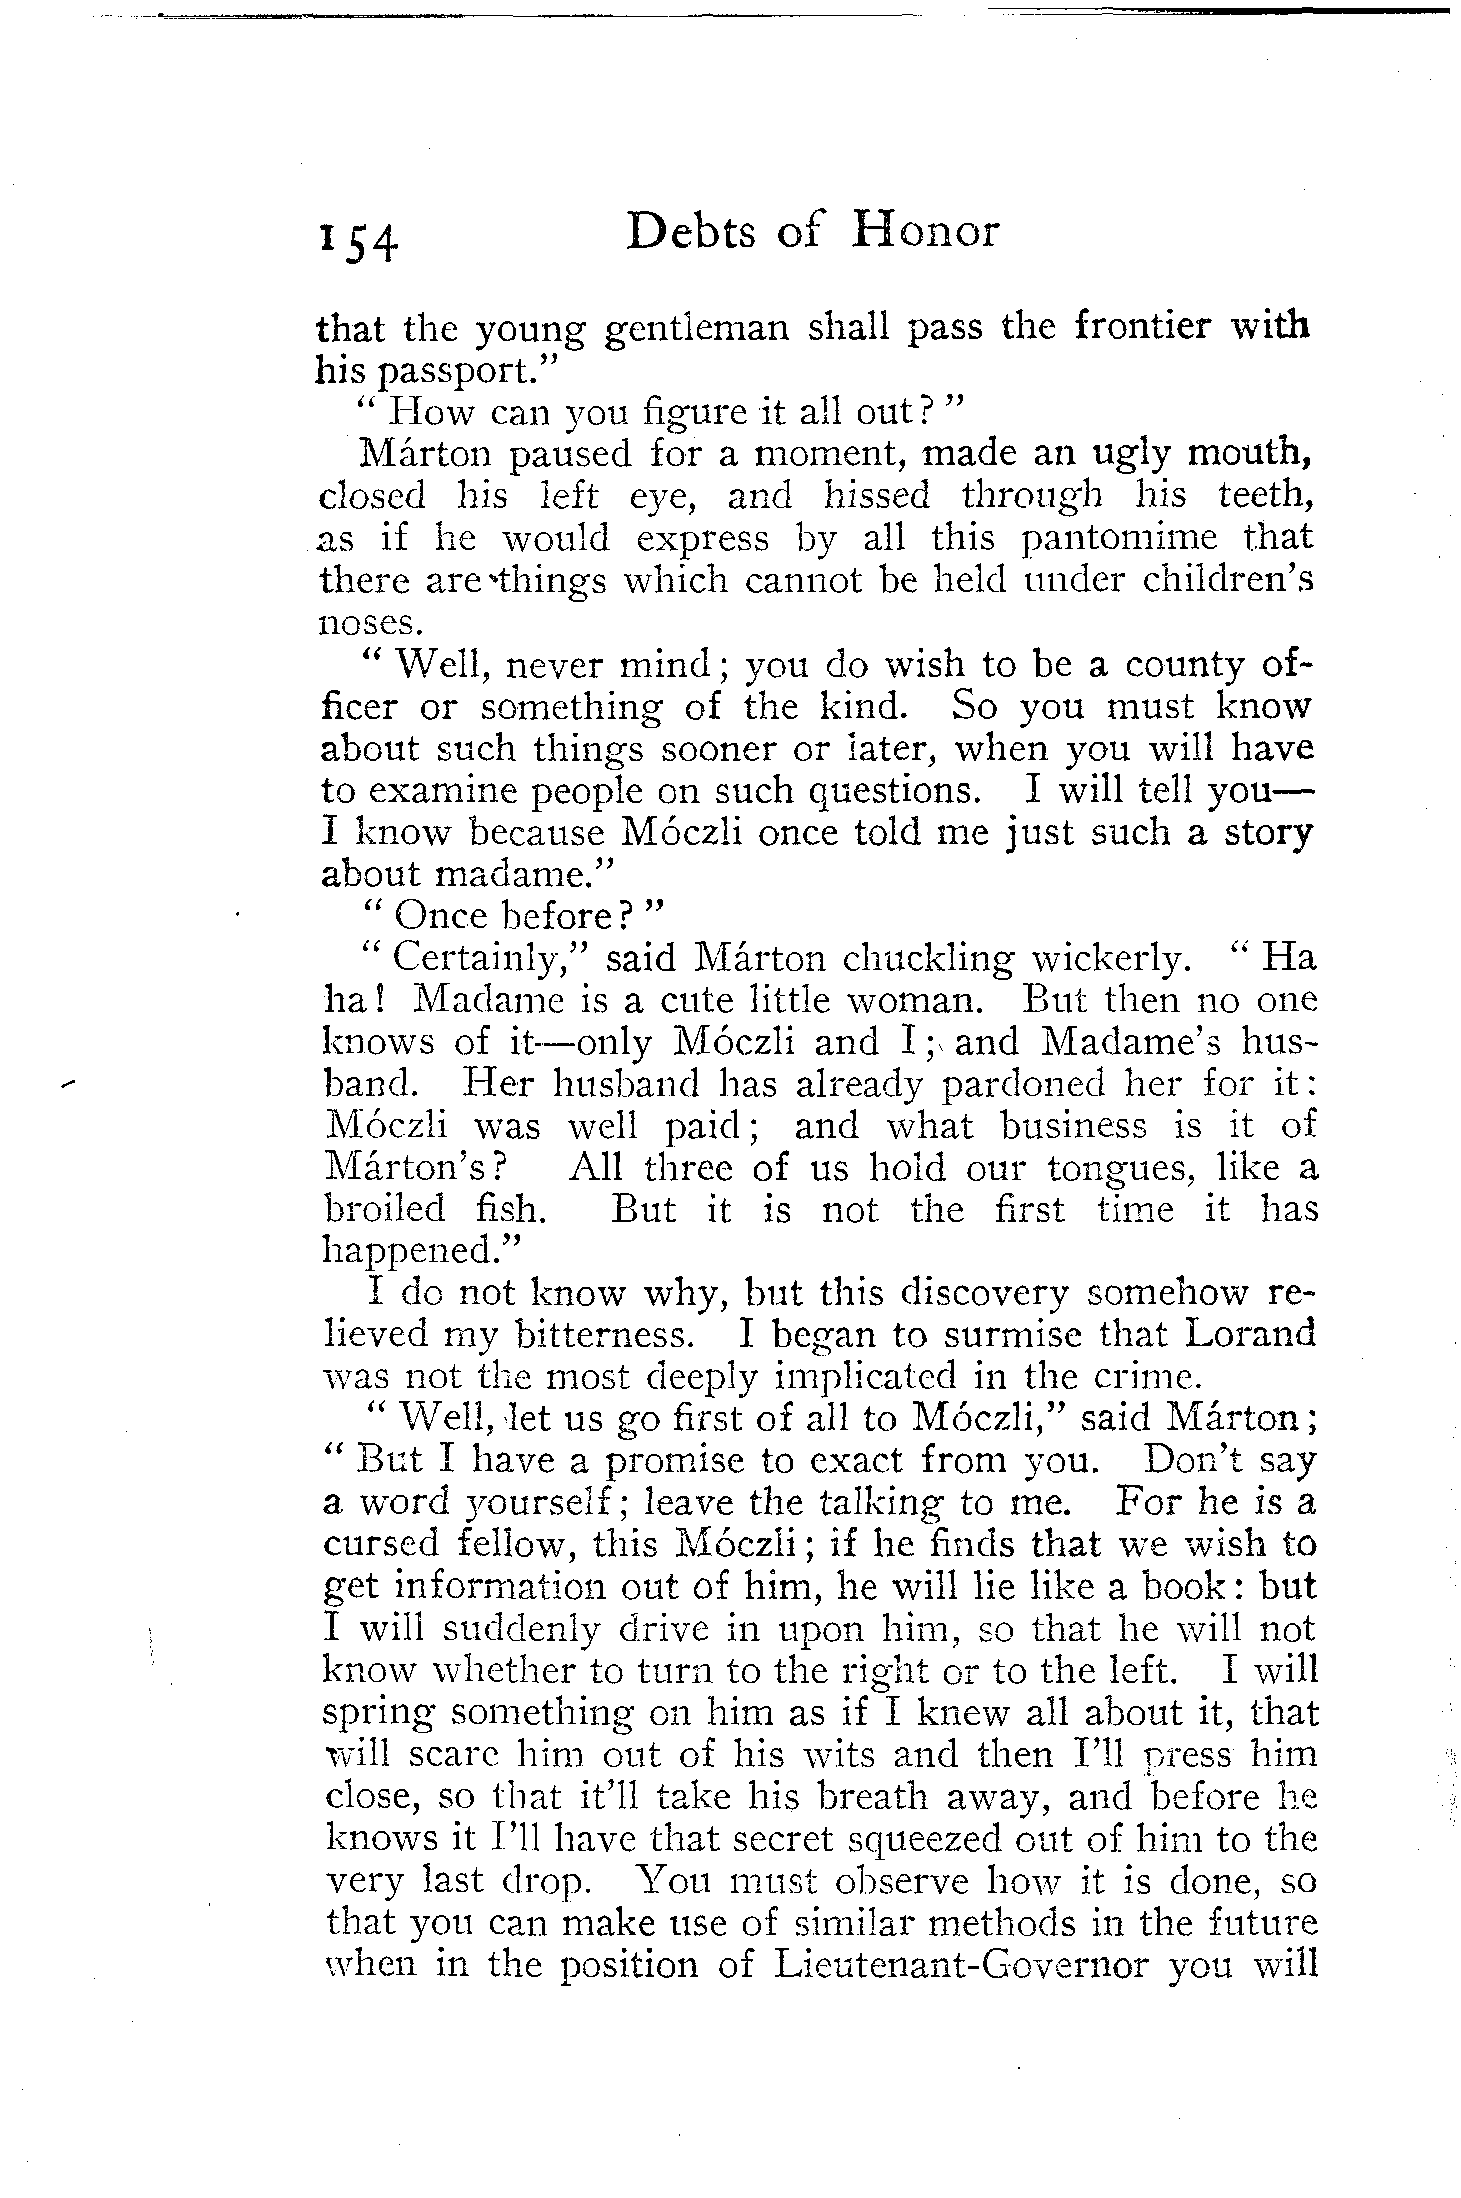 154 Debts of Honor
that the young gentleman shall pass the frontier with
his passport."
" How can you figure it all out? "
Márton paused for a moment, made an ugly mouth,
closed his left eye, and hissed through his teeth,
as if he would express by all this pantomime that
there are things which cannot be held under children's
noses.
" Well, never mind; you do wish to be a county of-
ficer or something of the kind. So you must know
about such things sooner or later, when you will have
to examine people on such questions. I will tell you—
I know because Móczli once told me just such a story
about madame."
" Once before? "
" Certainly," said Márton chuckling wickerly. " Ha
ha! Madame is a cute little woman. But then no one
knows of it—only Móczli and I; and Madame's hus-
band. Her husband has already pardoned her for it:
Móczli was well paid; and what business is it of
Márton's? All three of us hold our tongues, like a
broiled fish. But it is not the first time it has
happened."
I do not know why, but this discovery somehow re-
lieved my bitterness. I began to surmise that Lorand
was not the most deeply implicated in the crime.
" Well, let us go first of all to Móczli," said Márton;
" But I have a promise to exact from you. Don't say
a word yourself; leave the talking to me. For he is a
cursed fellow, this Móczli; if he finds that we wish to
get information out of him, he will lie like a book: but
I will suddenly drive in upon him, so that he will not
know whether to turn to the right or to the left. I will
spring something on him as if I knew all about it, that
will scare him out of his wits and then I'll press him
close, so that it'll take his breath away, and before he
knows it I'll have that secret squeezed out of him to the
very last drop. You must observe how it is done, so
that you can make use of similar methods in the future
when in the position of Lieutenant-Governor you will